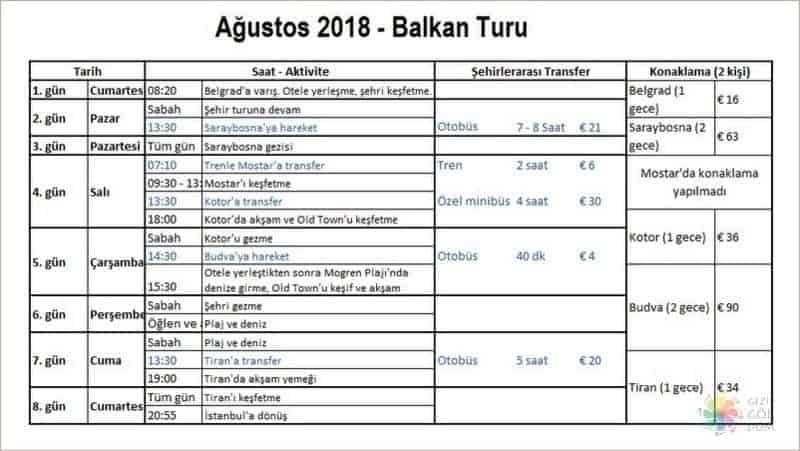 Ağustos 2018 - Balkan Turu
Tarih Saat - Aktivite Şehirlerarası Transfer Konaklama (2 kişi)
1. gün Cumartes 08:20 Belgrad'a varış. Otele yerleşme, şehri keşfetme. Belgrad (1 gece) € 16
2. gün Pazar Sabah Şehir turuna devam
13:30 Saraybosna'ya hareket Otobüs 7 - 8 Saat € 21 Saraybosna (2 gece) € 63
3. gün Pazartesi Tüm gün Saraybosna gezisi
4. gün Salı 07:10 Trenle Mostar'a transfer Tren 2 saat € 6 Mostar'da konaklama yapılmadı
09:30 - 13: Mostar'ı keşfetme
13:30 Kotor'a transfer Özel minibüs 4 saat € 30
18:00 Kotor'da akşam ve Old Town'u keşfetme
5. gün Çarşamba Sabah Kotor'u gezme Kotor (1 gece) € 36
14:30 Budva'ya hareket Otobüs 40 dk € 4
15:30 Otele yerleştikten sonra Mogren Plajı'nda
denize girme, Old Town'u keşif ve akşam
6. gün Perşembe Sabah Şehri gezme Budva (2 gece) € 90
Öğlen ve Plaj ve deniz
7. gün Cuma Sabah Plaj ve deniz
13:30 Tiran'a transfer Otobüs 5 saat € 20
19:00 Tiran'da akşam yemeği Tiran (1 gece) € 34
8. gün Cumartes Tüm gün Tiran'ı keşfetme
20:55 İstanbul'a dönüş
GEZI
GÖR